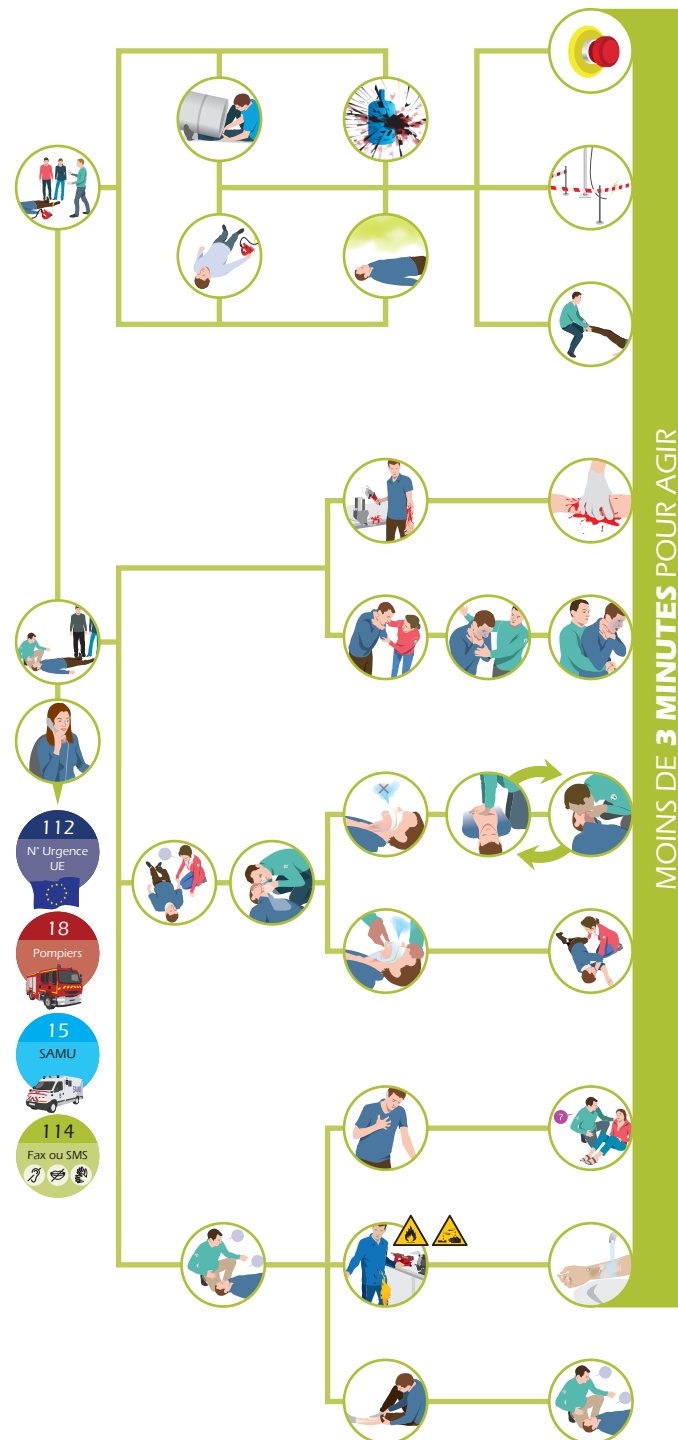 MOINS DE 3 MINUTES POUR AGIR
112
N° Urgence
UE
18
Pompiers
15
SAMU
114
Fax ou SMS
?